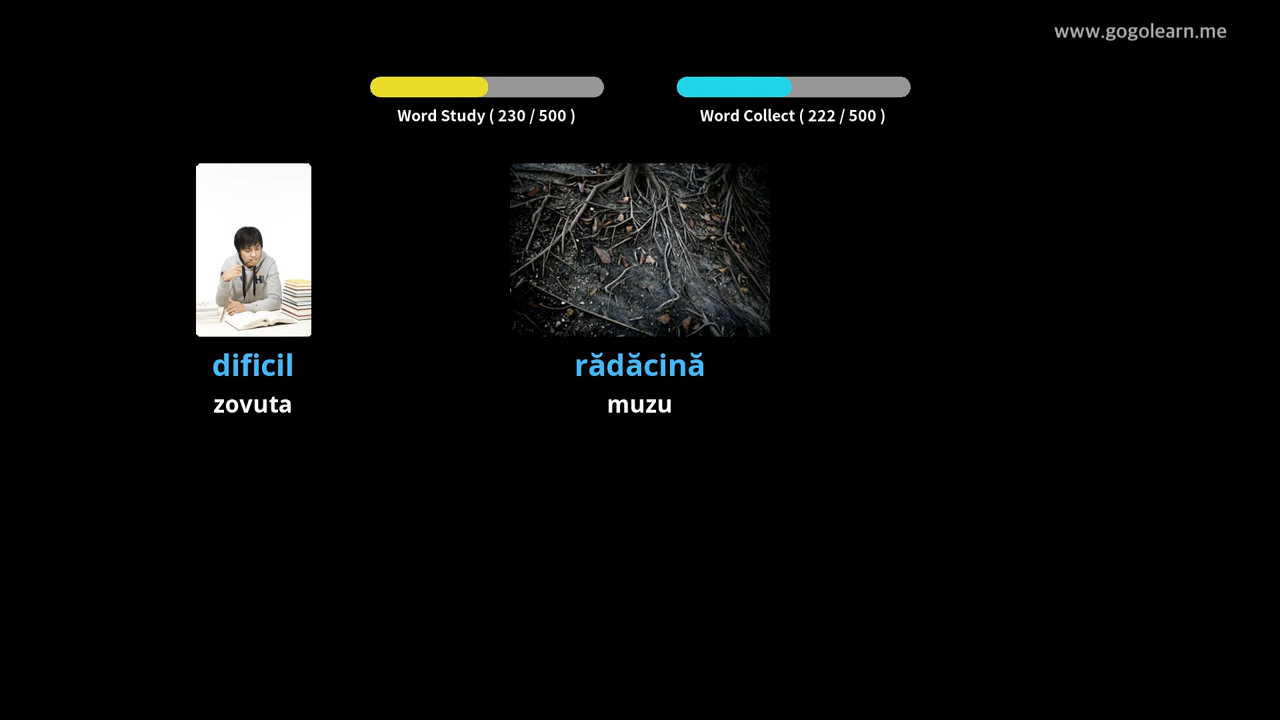 www.gogolearn.me
Word Study ( 230 / 500 )
Word Collect ( 222 / 500 )
dificil
zovuta
rădăcină
muzu